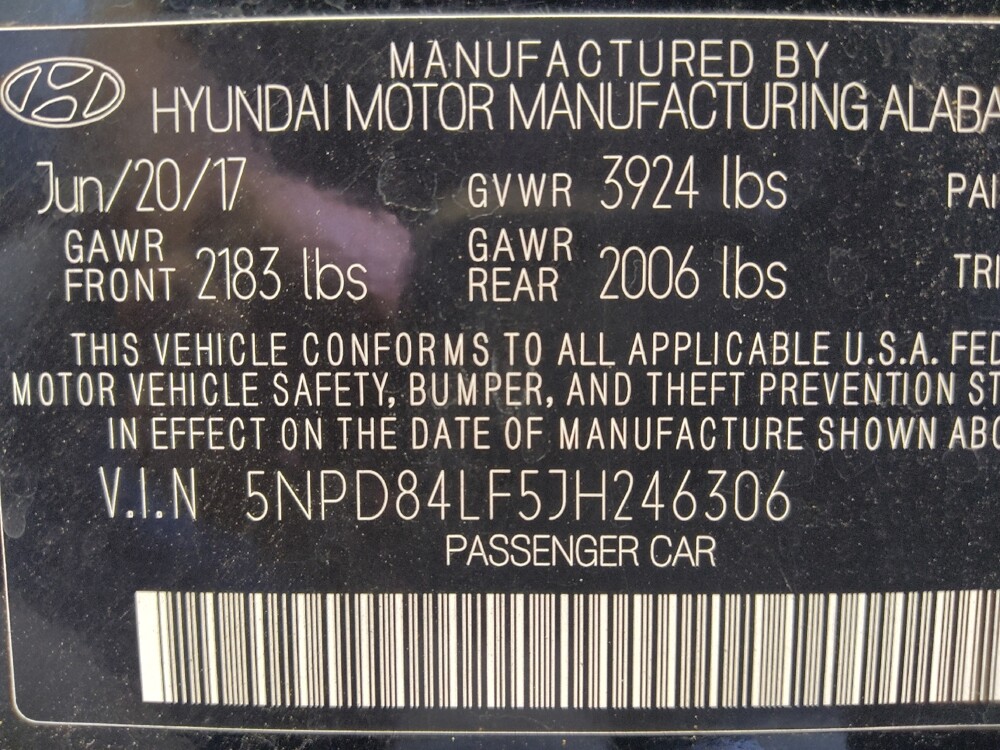 MANUFACTURED BY
HYUNDAI MOTOR MANUFACTURING ALABA
Jun/20/17 GVWR 3924 lbs PAI
GAWR FRONT 2183 lbs GAWR REAR 2006 lbs TRI
THIS VEHICLE CONFORMS TO ALL APPLICABLE U.S.A. FED
MOTOR VEHICLE SAFETY, BUMPER, AND THEFT PREVENTION ST
IN EFFECT ON THE DATE OF MANUFACTURE SHOWN ABO
V.I.N 5NPD84LF5JH246306
PASSENGER CAR